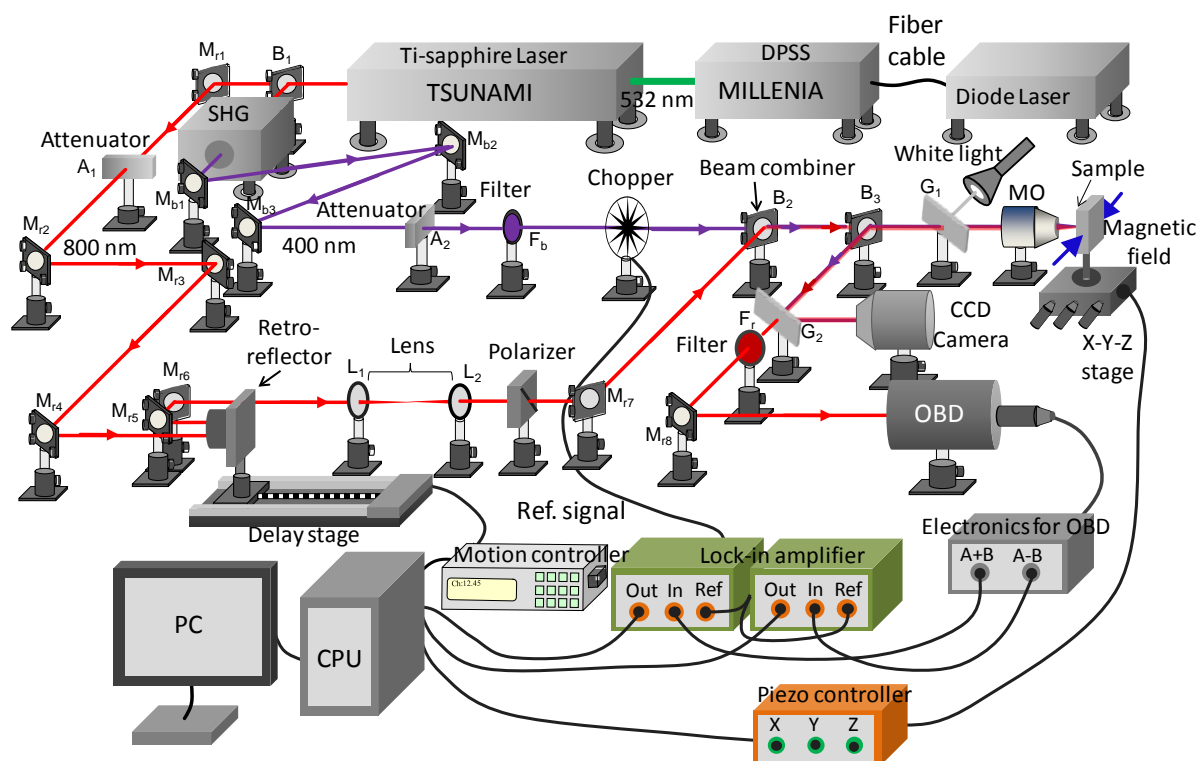 Ti-sapphire Laser
TSUNAMI
532 nm
DPSS
MILLENIA
Fiber
cable
Diode Laser
Mr1
B1
SHG
Attenuator
A1
Mb1
Mb2
Mb3
Mr2
800 nm
Mr3
400 nm
Attenuator
A2
Filter
Fb
Chopper
Beam combiner
B2
B3
White light
G1
MO
Sample
Magnetic
field
X-Y-Z
stage
CCD
Camera
G2
Fr
Filter
Retro-
reflector
Mr4
Mr5
Mr6
L1
Lens
L2
Polarizer
Mr7
Mr8
OBD
Delay stage
Ref. signal
Motion controller
Ch:12.45
Lock-in amplifier
Out In Ref
Out In Ref
Electronics for OBD
A+B A-B
PC
CPU
Piezo controller
X Y Z